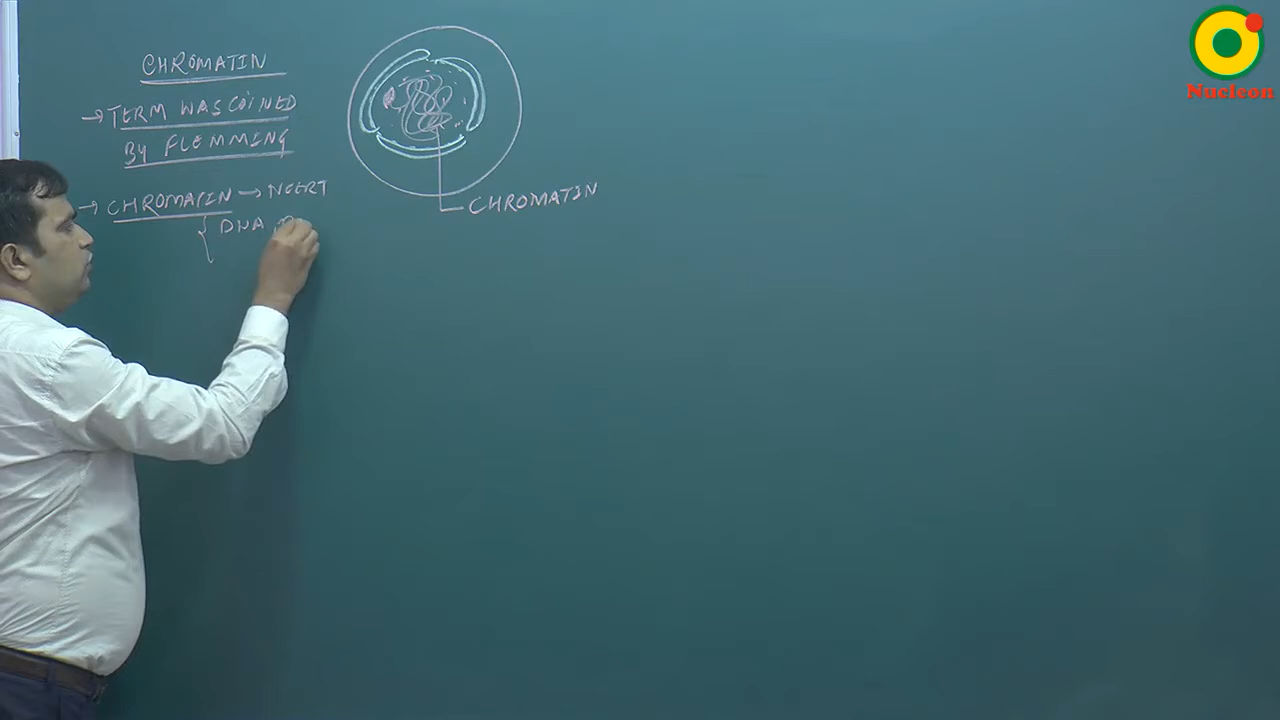 CHROMATIN
→ TERM WAS COINED
BY FLEMMING
→ CHROMATIN → NCERT
{ DNA
CHROMATIN
Nucleon